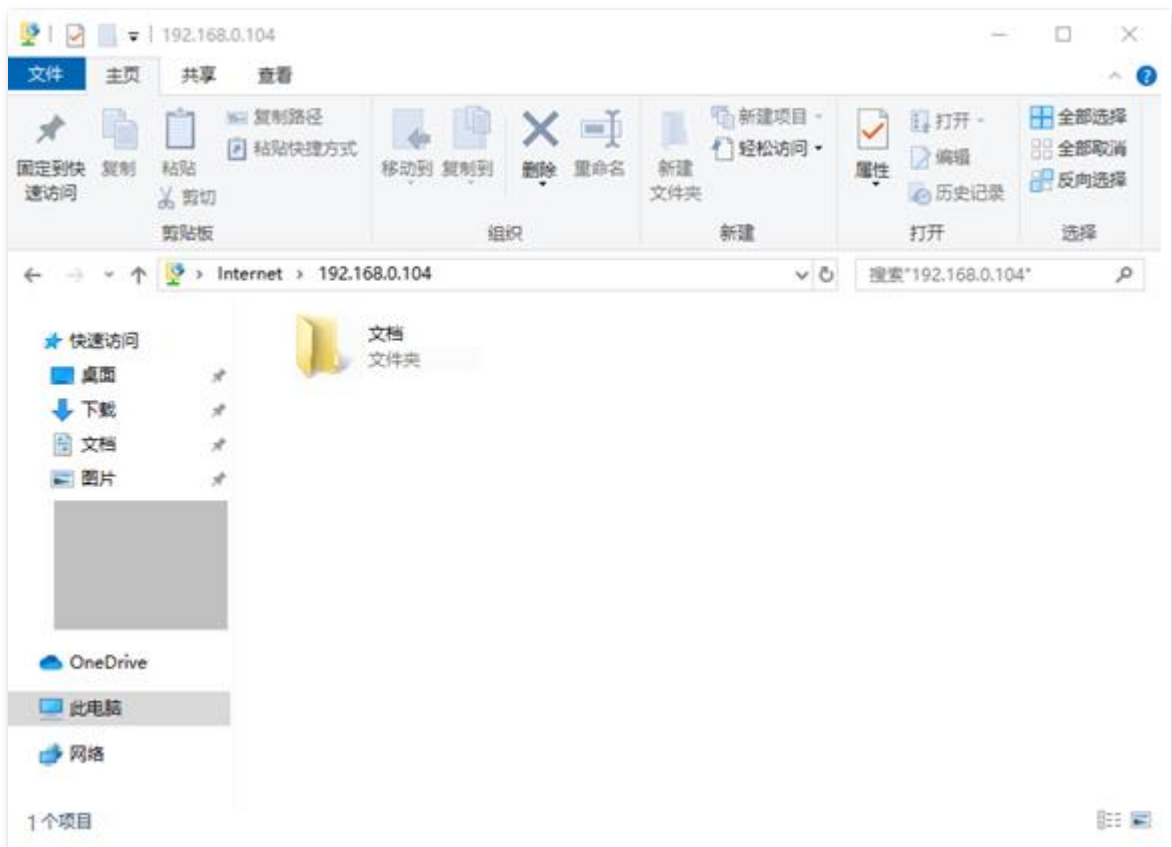 192.168.0.104
文件 主页 共享 查看
固定到快速访问
复制
粘贴
复制路径
粘贴快捷方式
剪切
剪贴板
移动到
复制到
删除
重命名
组织
新建文件夹
新建项目
轻松访问
新建
属性
打开
编辑
历史记录
打开
全部选择
全部取消
反向选择
选择
Internet › 192.168.0.104
搜索"192.168.0.104"
快速访问
桌面
下载
文档
图片
OneDrive
此电脑
网络
文档
文件夹
1个项目